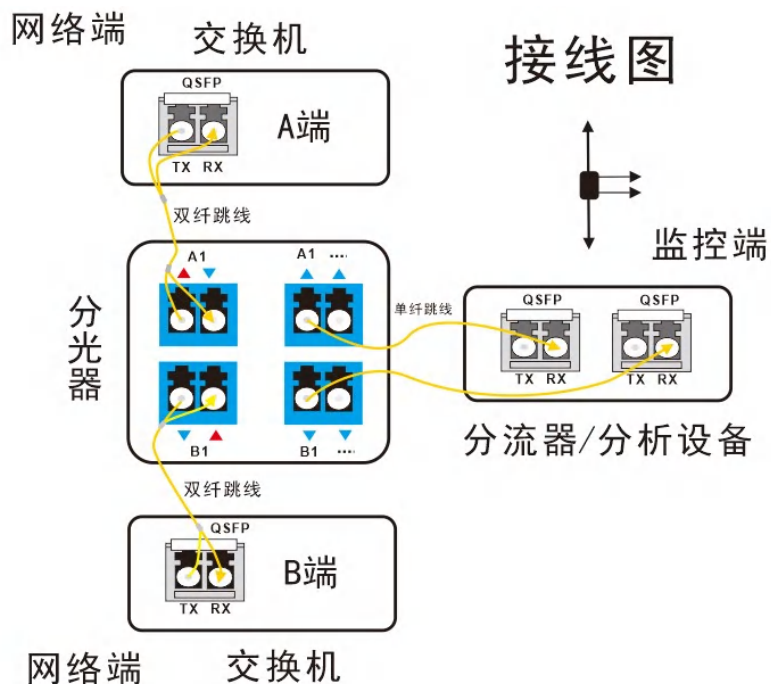 网络端
交换机
接线图
QSFP
A端
TX RX
双纤跳线
监控端
A1
A1 ....
分光器
单纤跳线
QSFP
QSFP
TX RX
TX RX
分流器/分析设备
B1
B1 ....
双纤跳线
QSFP
B端
TX RX
网络端
交换机